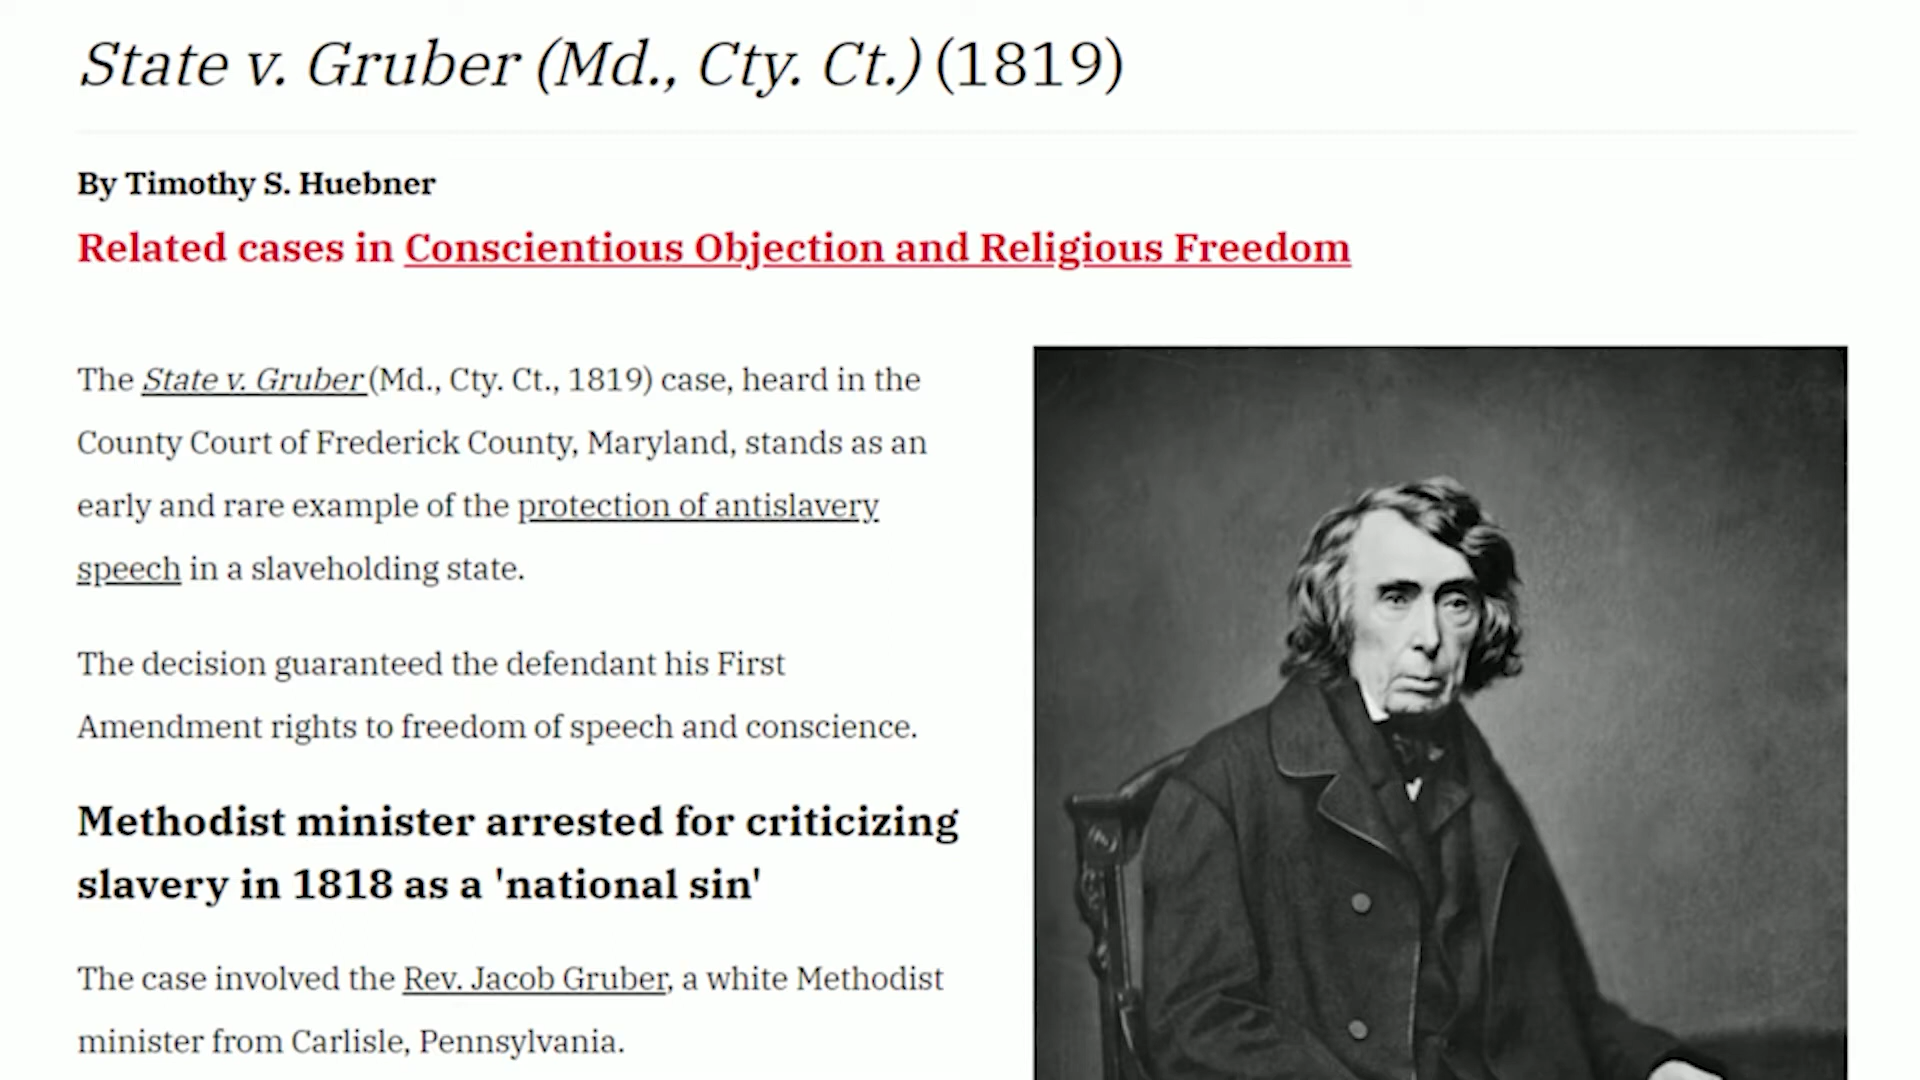 State v. Gruber (Md., Cty. Ct.) (1819)
By Timothy S. Huebner
Related cases in Conscientious Objection and Religious Freedom
The State v. Gruber (Md., Cty. Ct., 1819) case, heard in the
County Court of Frederick County, Maryland, stands as an
early and rare example of the protection of antislavery
speech in a slaveholding state.
The decision guaranteed the defendant his First
Amendment rights to freedom of speech and conscience.
Methodist minister arrested for criticizing
slavery in 1818 as a 'national sin'
The case involved the Rev. Jacob Gruber, a white Methodist
minister from Carlisle, Pennsylvania.